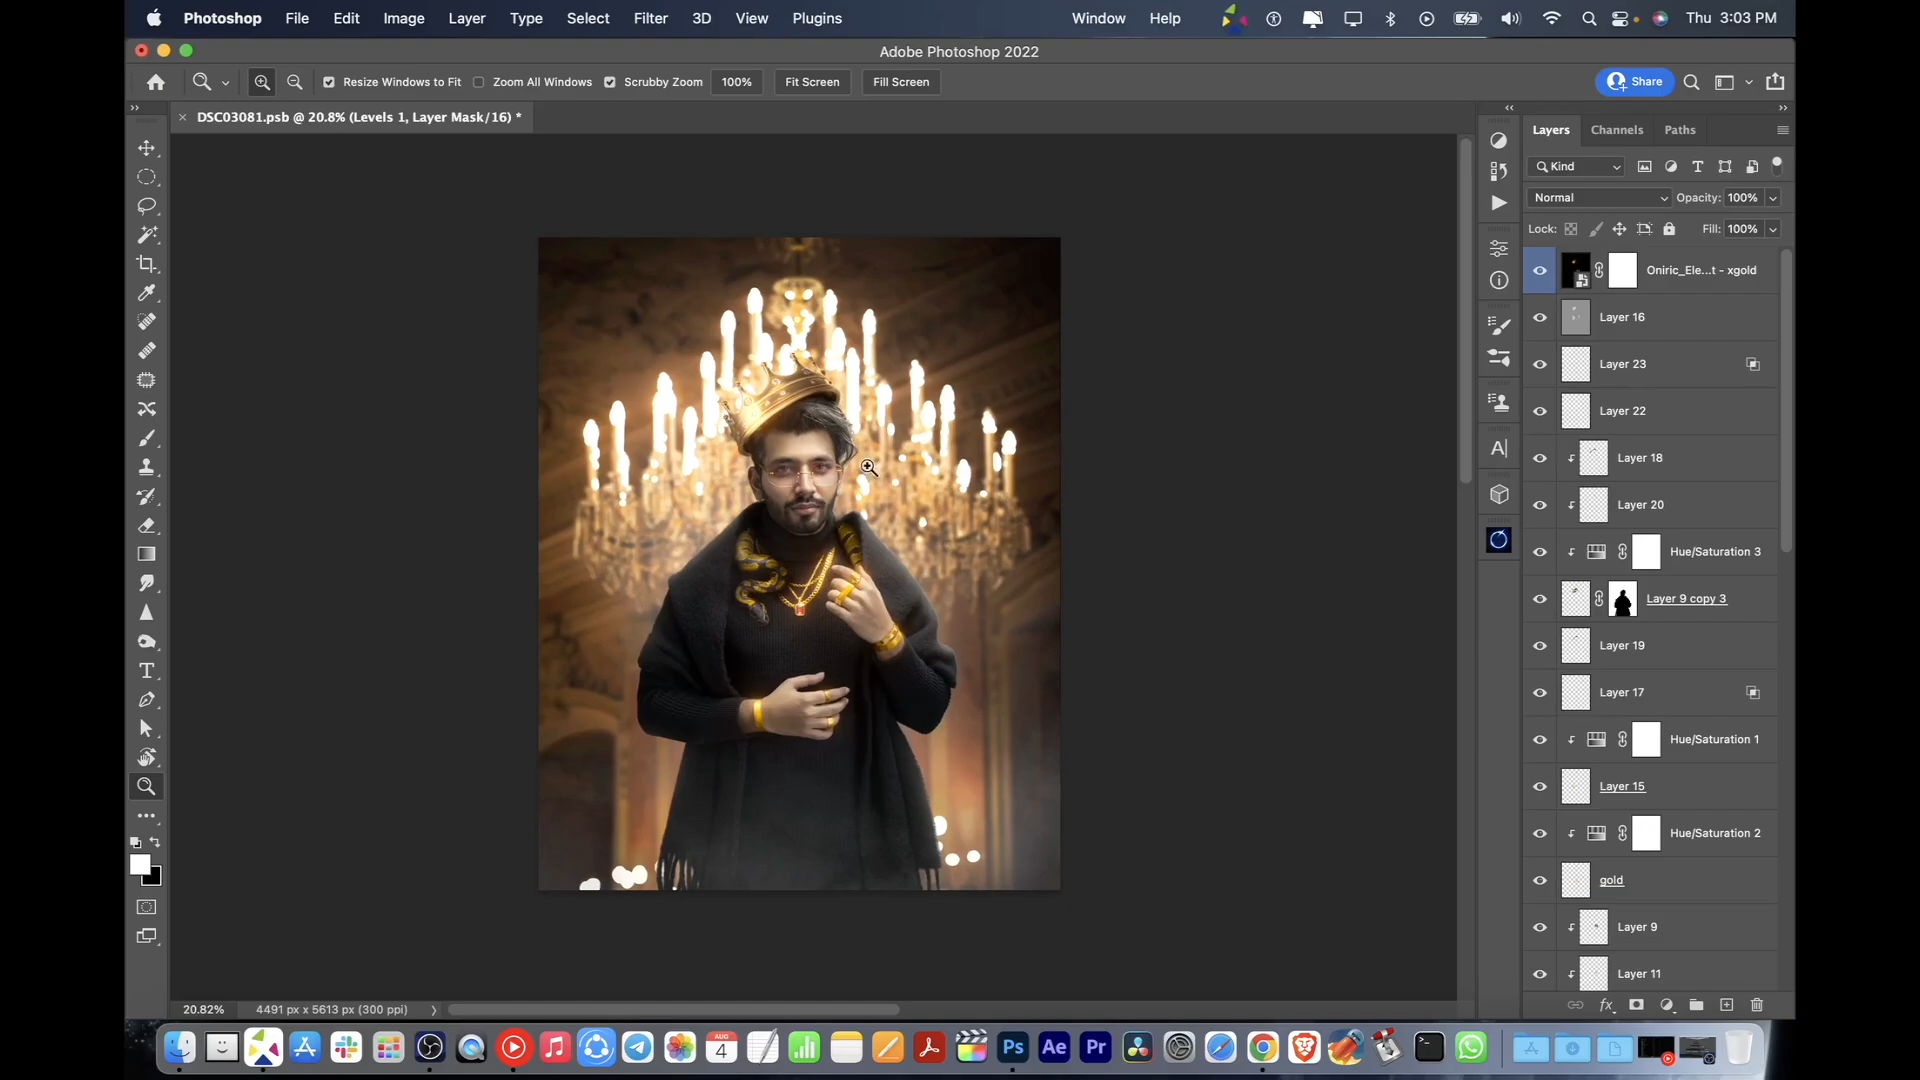 Photoshop File Edit Image Layer Type Select Filter 3D View Plugins Window Help Thu 3:03 PM
Adobe Photoshop 2022
Resize Windows to Fit Zoom All Windows Scrubby Zoom 100% Fit Screen Fill Screen Share
DSC03081.psb @ 20.8% (Levels 1, Layer Mask/16) *
Layers Channels Paths
Kind
Normal Opacity: 100%
Lock: Fill: 100%
Oniric_Ele...t - xgold
Layer 16
Layer 23
Layer 22
Layer 18
Layer 20
Hue/Saturation 3
Layer 9 copy 3
Layer 19
Layer 17
Hue/Saturation 1
Layer 15
Hue/Saturation 2
gold
Layer 9
Layer 11
20.82% 4491 px x 5613 px (300 ppi)
AUG
4
Ps Ae Pr